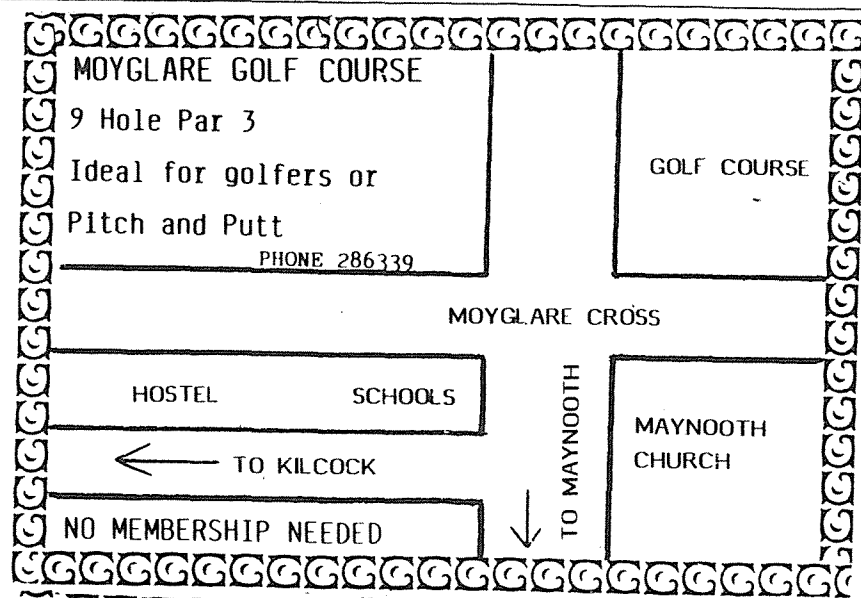 MOYGLARE GOLF COURSE
9 Hole Par 3
Ideal for golfers or
Pitch and Putt
PHONE 286339
GOLF COURSE
MOYGLARE CROSS
HOSTEL SCHOOLS
TO KILCOCK
TO MAYNOOTH
MAYNOOTH
CHURCH
NO MEMBERSHIP NEEDED